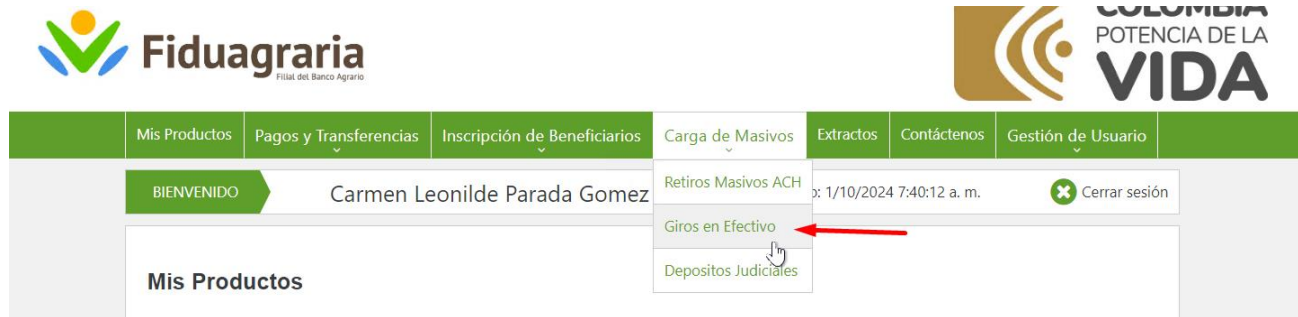 Fiduagraria
Filial del Banco Agrario
COLOMBIA
POTENCIA DE LA
VIDA
Mis Productos Pagos y Transferencias Inscripción de Beneficiarios Carga de Masivos Extractos Contáctenos Gestión de Usuario
BIENVENIDO Carmen Leonilde Parada Gomez o: 1/10/2024 7:40:12 a. m. Cerrar sesión
Retiros Masivos ACH
Giros en Efectivo
Depositos Judiciales
Mis Productos